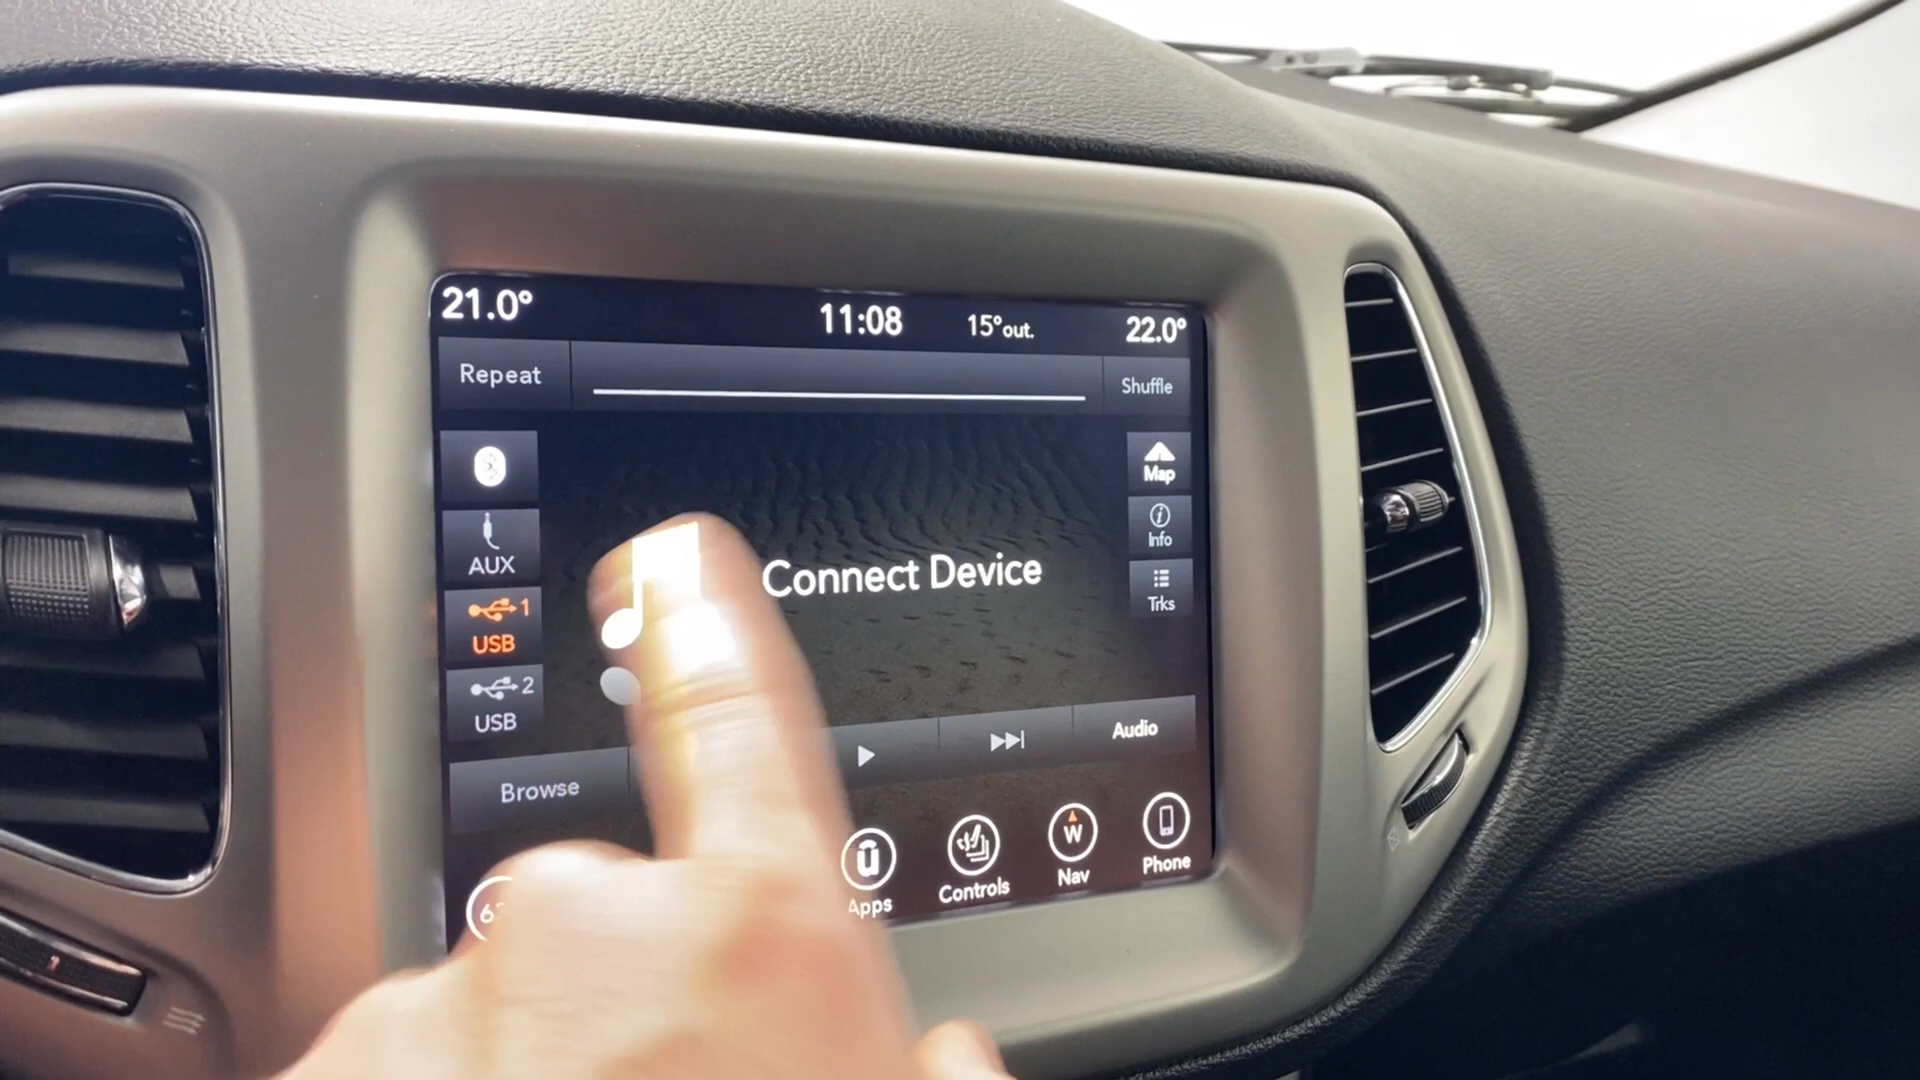 21.0° 11:08 15°out. 22.0°
Repeat Shuffle
Map
AUX
Info
1
USB
Connect Device
Trks
2
USB
Audio
Browse
W
Apps Controls Nav Phone